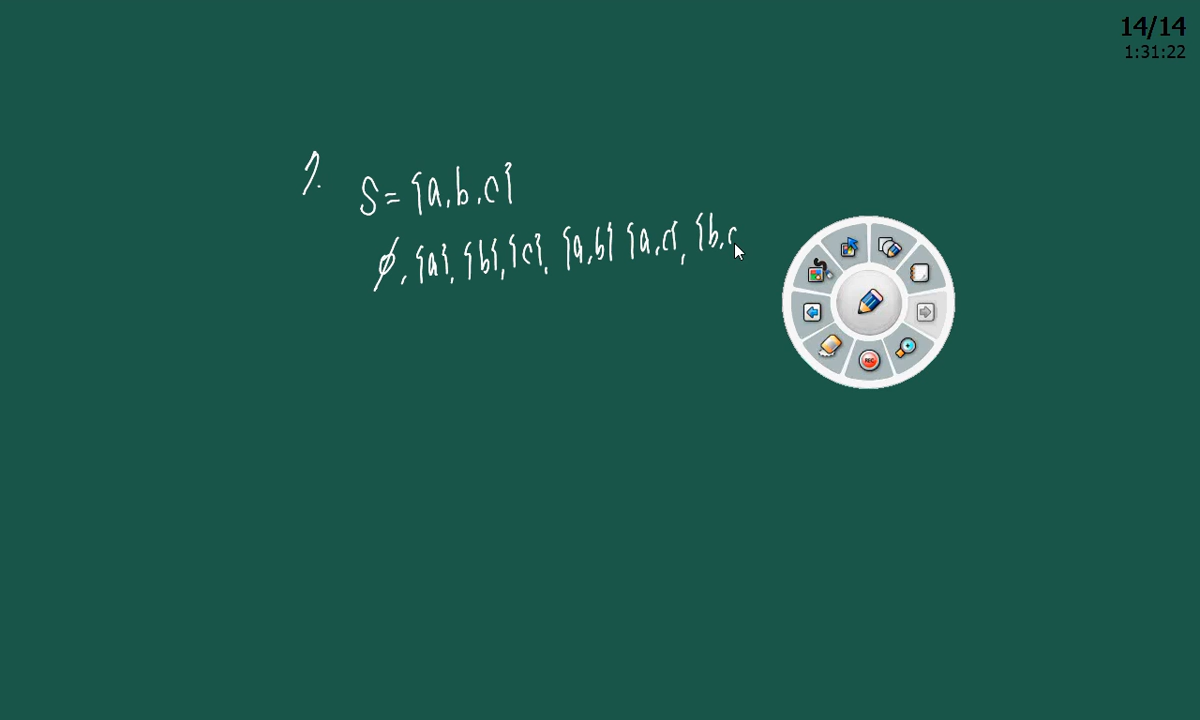 14/14
1:31:22
1.
S = {a, b, c}
∅, {a}, {b}, {c}, {a, b} {a, c}, {b, c